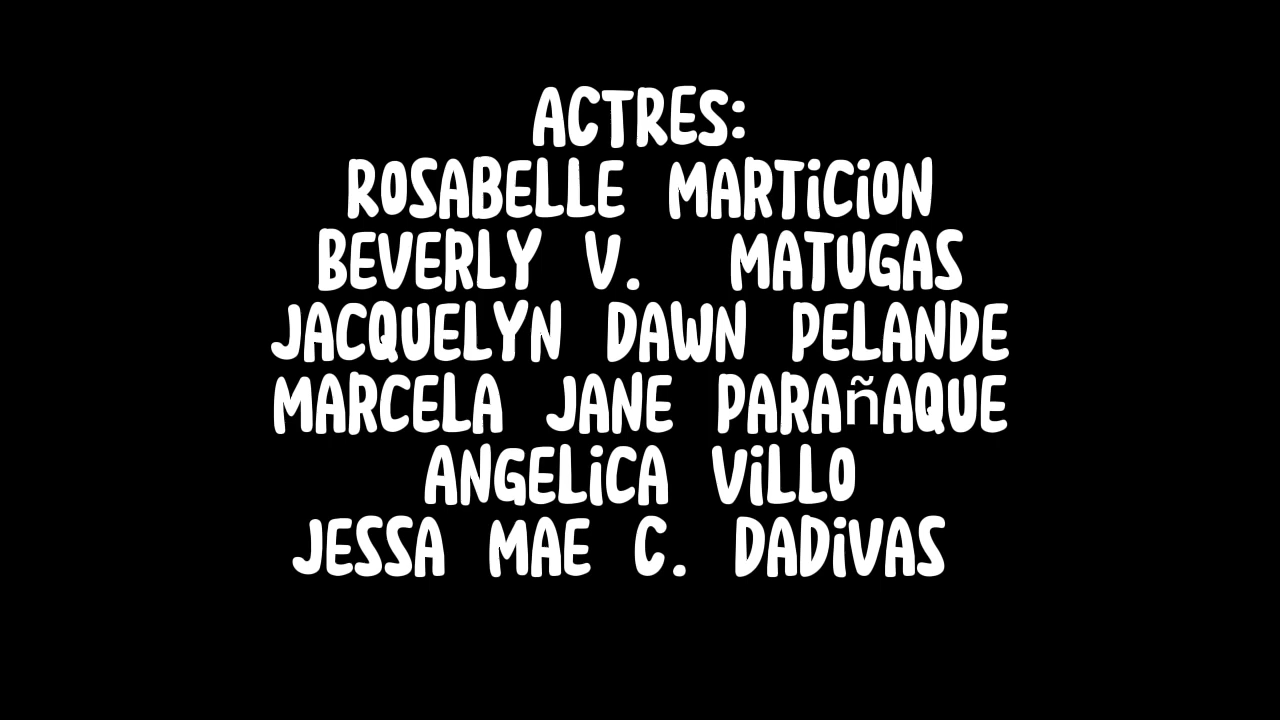 ACTRES:
ROSABELLE MARTiCiON
BEVERLY V. MATUGAS
JACQUELYN DAWN PELANDE
MARCELA JANE PARAñAQUE
ANGELiCA ViLLO
JESSA MAE C. DADiVAS